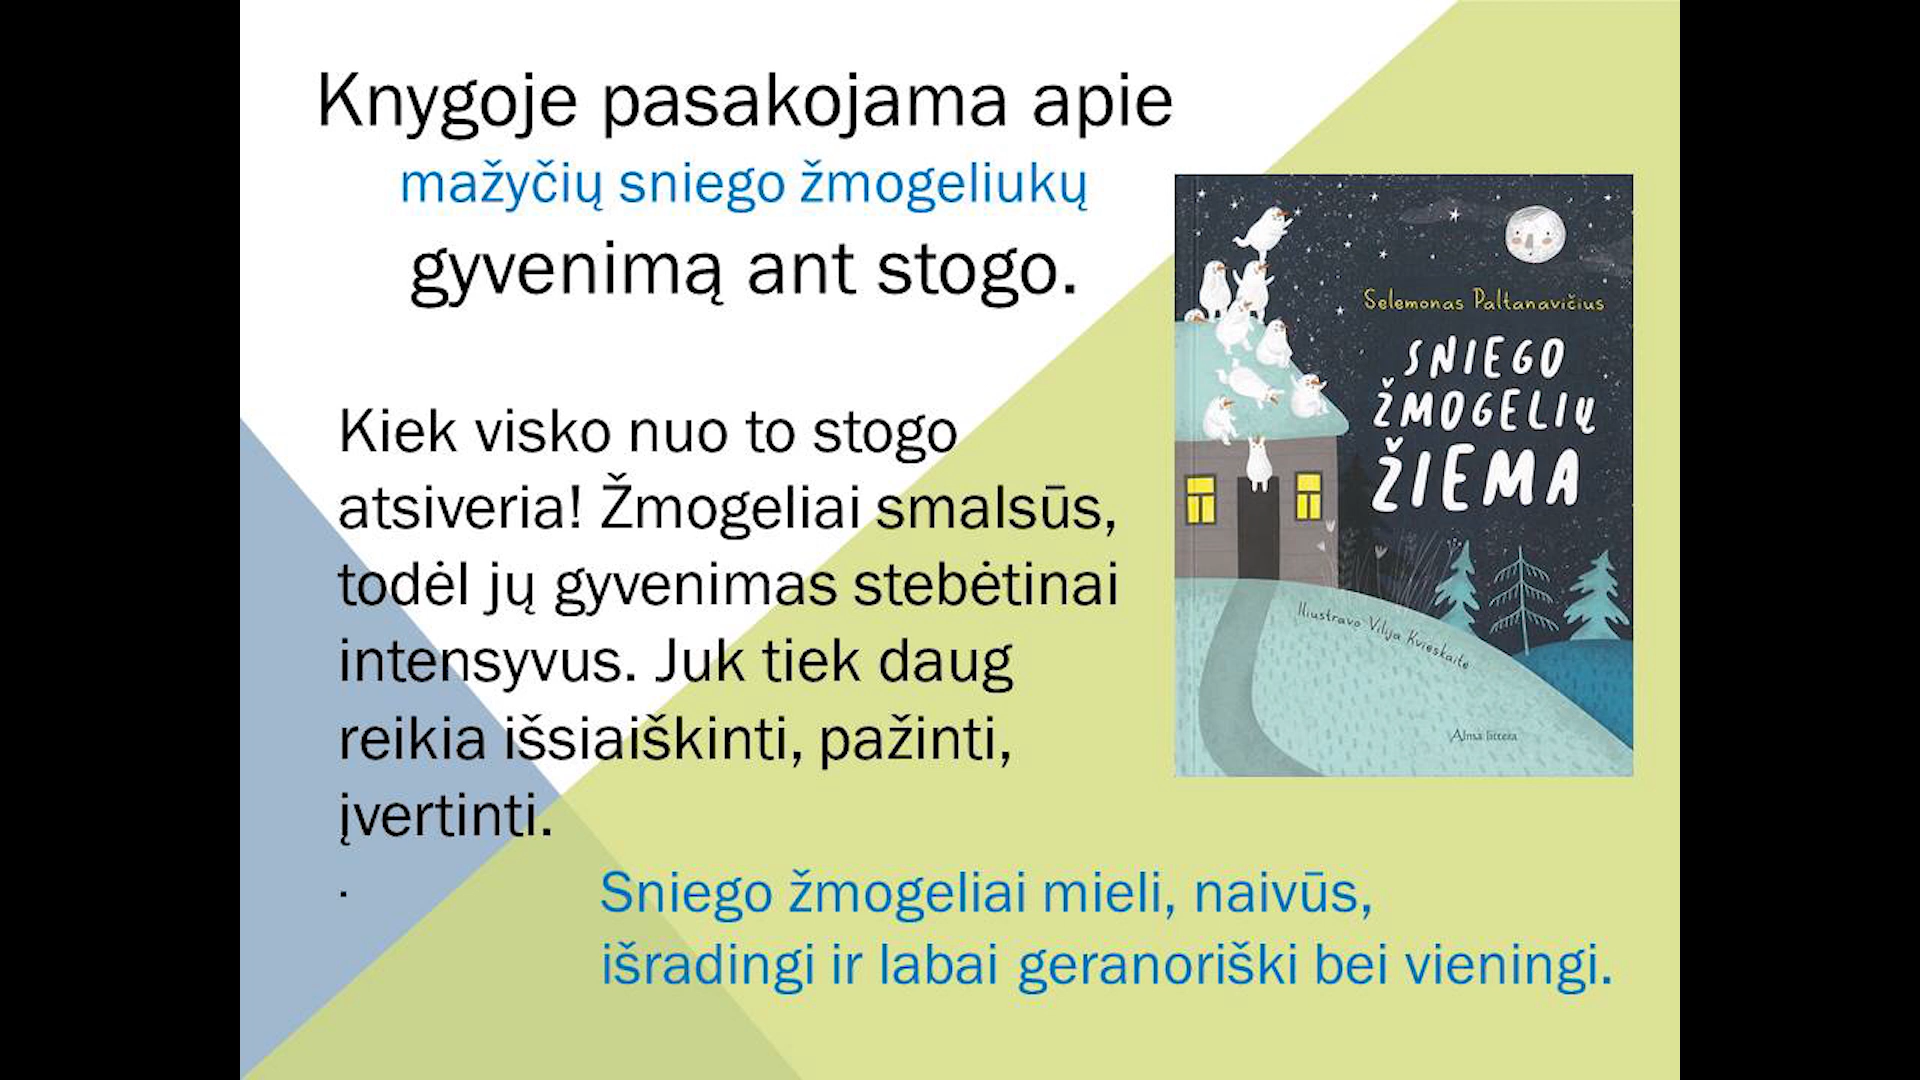 Knygoje pasakojama apie
mažyčių sniego žmogeliukų
gyvenimą ant stogo.
Kiek visko nuo to stogo
atsiveria! Žmogeliai smalsūs,
todėl jų gyvenimas stebėtinai
intensyvus. Juk tiek daug
reikia išsiaiškinti, pažinti,
įvertinti.
.
Selemonas Paltanavičius
SNIEGO
ŽMOGELIŲ
ŽIEMA
Iliustravo Vilija Kvieskaitė
Alma littera
Sniego žmogeliai mieli, naivūs,
išradingi ir labai geranoriški bei vieningi.